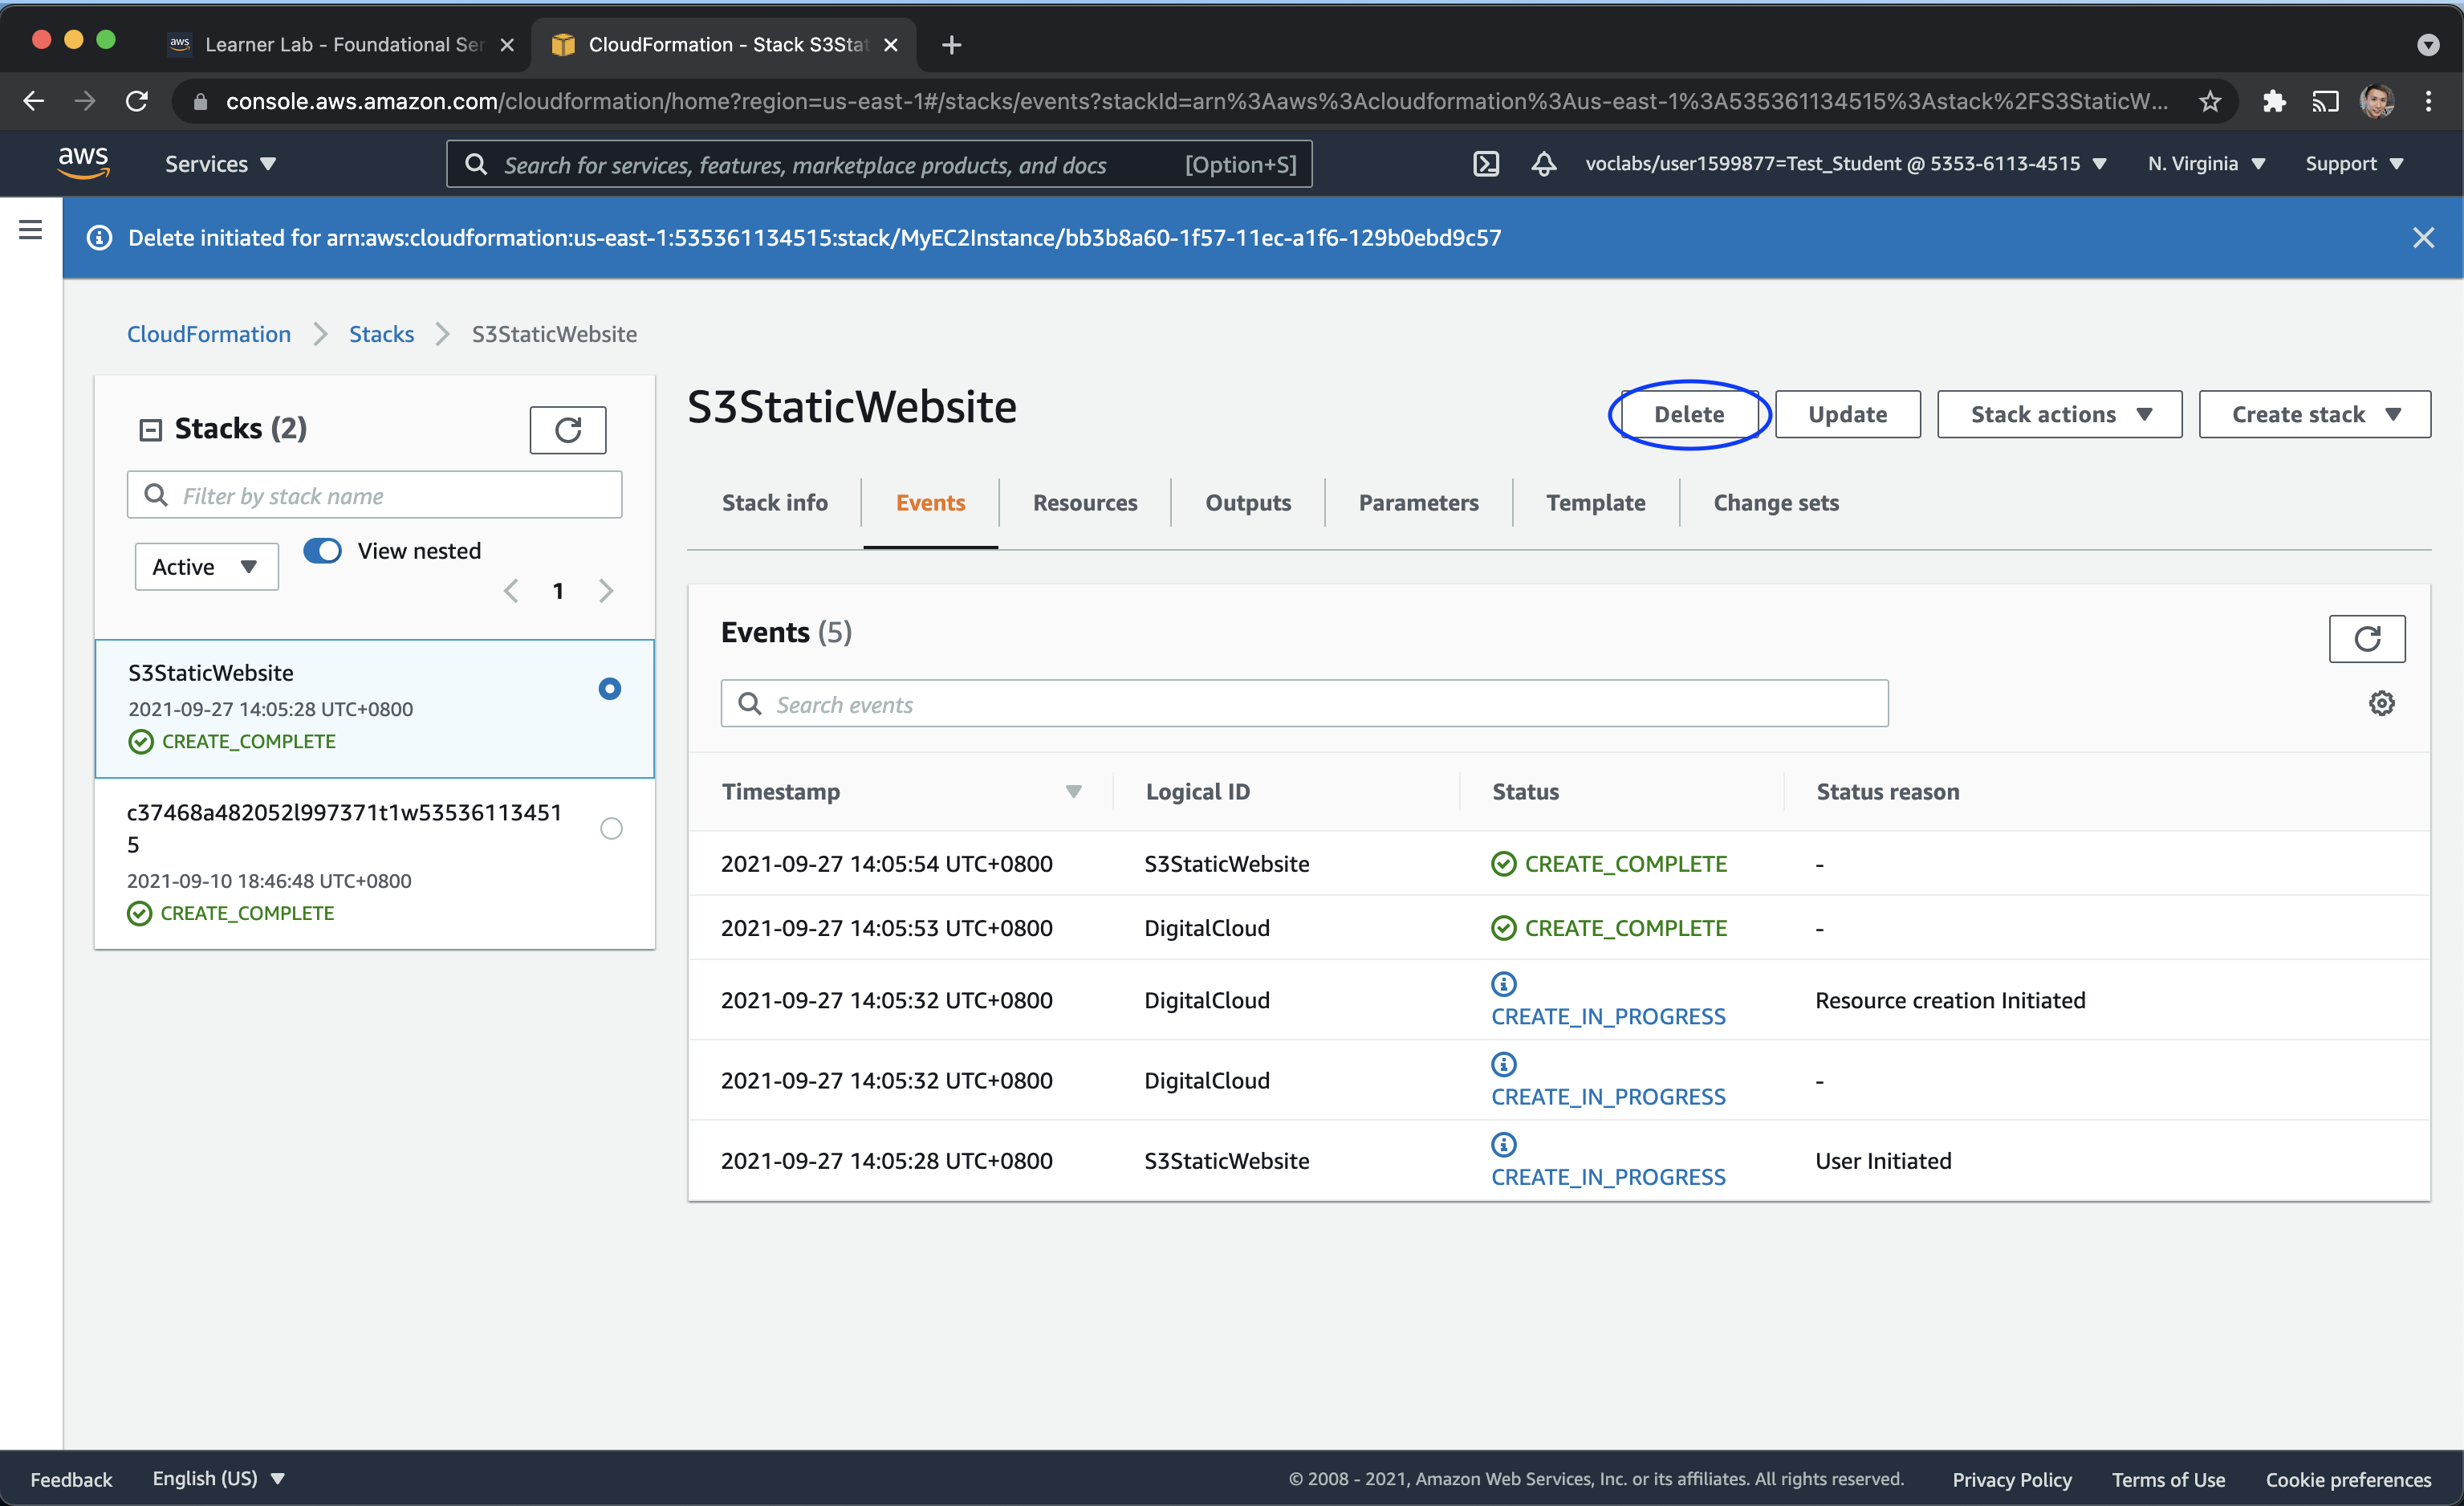 aws
Learner Lab - Foundational Ser
CloudFormation - Stack S3Stat
console.aws.amazon.com/cloudformation/home?region=us-east-1#/stacks/events?stackId=arn%3Aaws%3Acloudformation%3Aus-east-1%3A535361134515%3Astack%2FS3StaticW...
aws
Services
Search for services, features, marketplace products, and docs
[Option+S]
voclabs/user1599877=Test_Student @ 5353-6113-4515
N. Virginia
Support
Delete initiated for arn:aws:cloudformation:us-east-1:535361134515:stack/MyEC2Instance/bb3b8a60-1f57-11ec-a1f6-129b0ebd9c57
CloudFormation
Stacks
S3StaticWebsite
Stacks (2)
Filter by stack name
Active
View nested
1
S3StaticWebsite
2021-09-27 14:05:28 UTC+0800
CREATE_COMPLETE
c37468a482052l997371t1w53536113451
5
2021-09-10 18:46:48 UTC+0800
CREATE_COMPLETE
S3StaticWebsite
Delete
Update
Stack actions
Create stack
Stack info
Events
Resources
Outputs
Parameters
Template
Change sets
Events (5)
Search events
Timestamp
Logical ID
Status
Status reason
2021-09-27 14:05:54 UTC+0800
S3StaticWebsite
CREATE_COMPLETE
-
2021-09-27 14:05:53 UTC+0800
DigitalCloud
CREATE_COMPLETE
-
2021-09-27 14:05:32 UTC+0800
DigitalCloud
CREATE_IN_PROGRESS
Resource creation Initiated
2021-09-27 14:05:32 UTC+0800
DigitalCloud
CREATE_IN_PROGRESS
-
2021-09-27 14:05:28 UTC+0800
S3StaticWebsite
CREATE_IN_PROGRESS
User Initiated
Feedback
English (US)
© 2008 - 2021, Amazon Web Services, Inc. or its affiliates. All rights reserved.
Privacy Policy
Terms of Use
Cookie preferences